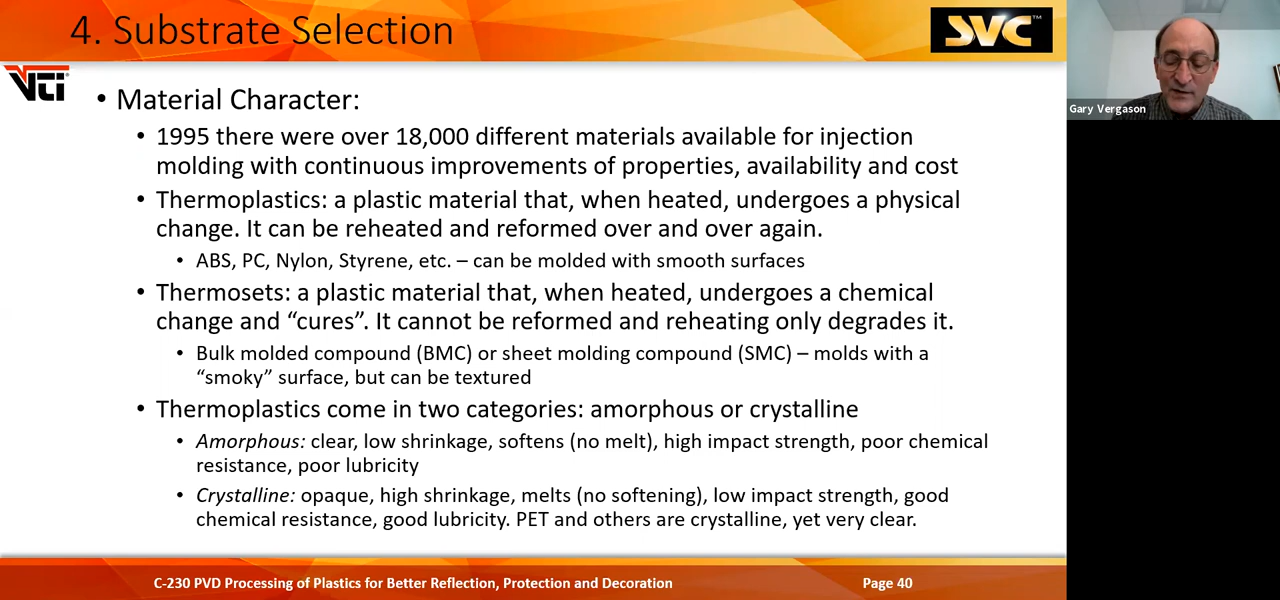 4. Substrate Selection
SVC™
VTI
Gary Vergason
• Material Character:
• 1995 there were over 18,000 different materials available for injection
molding with continuous improvements of properties, availability and cost
• Thermoplastics: a plastic material that, when heated, undergoes a physical
change. It can be reheated and reformed over and over again.
• ABS, PC, Nylon, Styrene, etc. – can be molded with smooth surfaces
• Thermosets: a plastic material that, when heated, undergoes a chemical
change and “cures”. It cannot be reformed and reheating only degrades it.
• Bulk molded compound (BMC) or sheet molding compound (SMC) – molds with a
“smoky” surface, but can be textured
• Thermoplastics come in two categories: amorphous or crystalline
• Amorphous: clear, low shrinkage, softens (no melt), high impact strength, poor chemical
resistance, poor lubricity
• Crystalline: opaque, high shrinkage, melts (no softening), low impact strength, good
chemical resistance, good lubricity. PET and others are crystalline, yet very clear.
C-230 PVD Processing of Plastics for Better Reflection, Protection and Decoration
Page 40